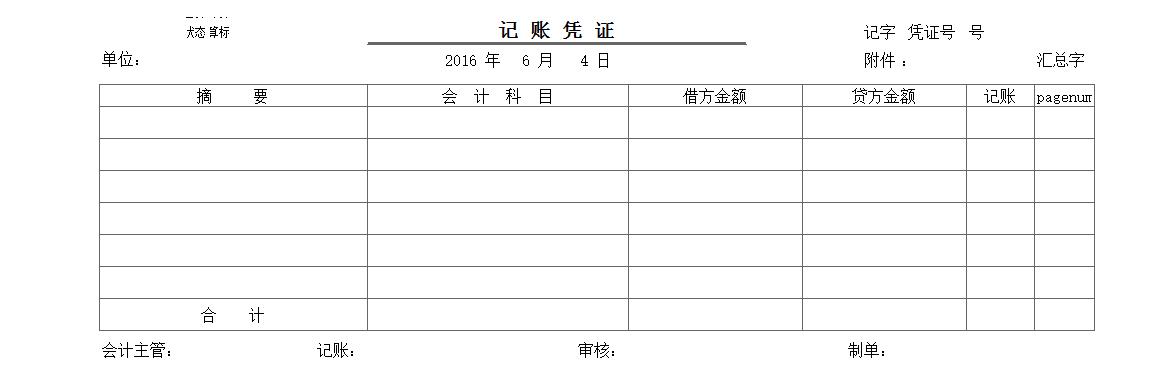 状态 算标
记 账 凭 证
记字 凭证号 号
单位:
2016 年 6 月 4 日
附件 :
汇总字
摘 要 会 计 科 目 借方金额 贷方金额 记账 pagenum
合 计
会计主管: 记账: 审核: 制单: